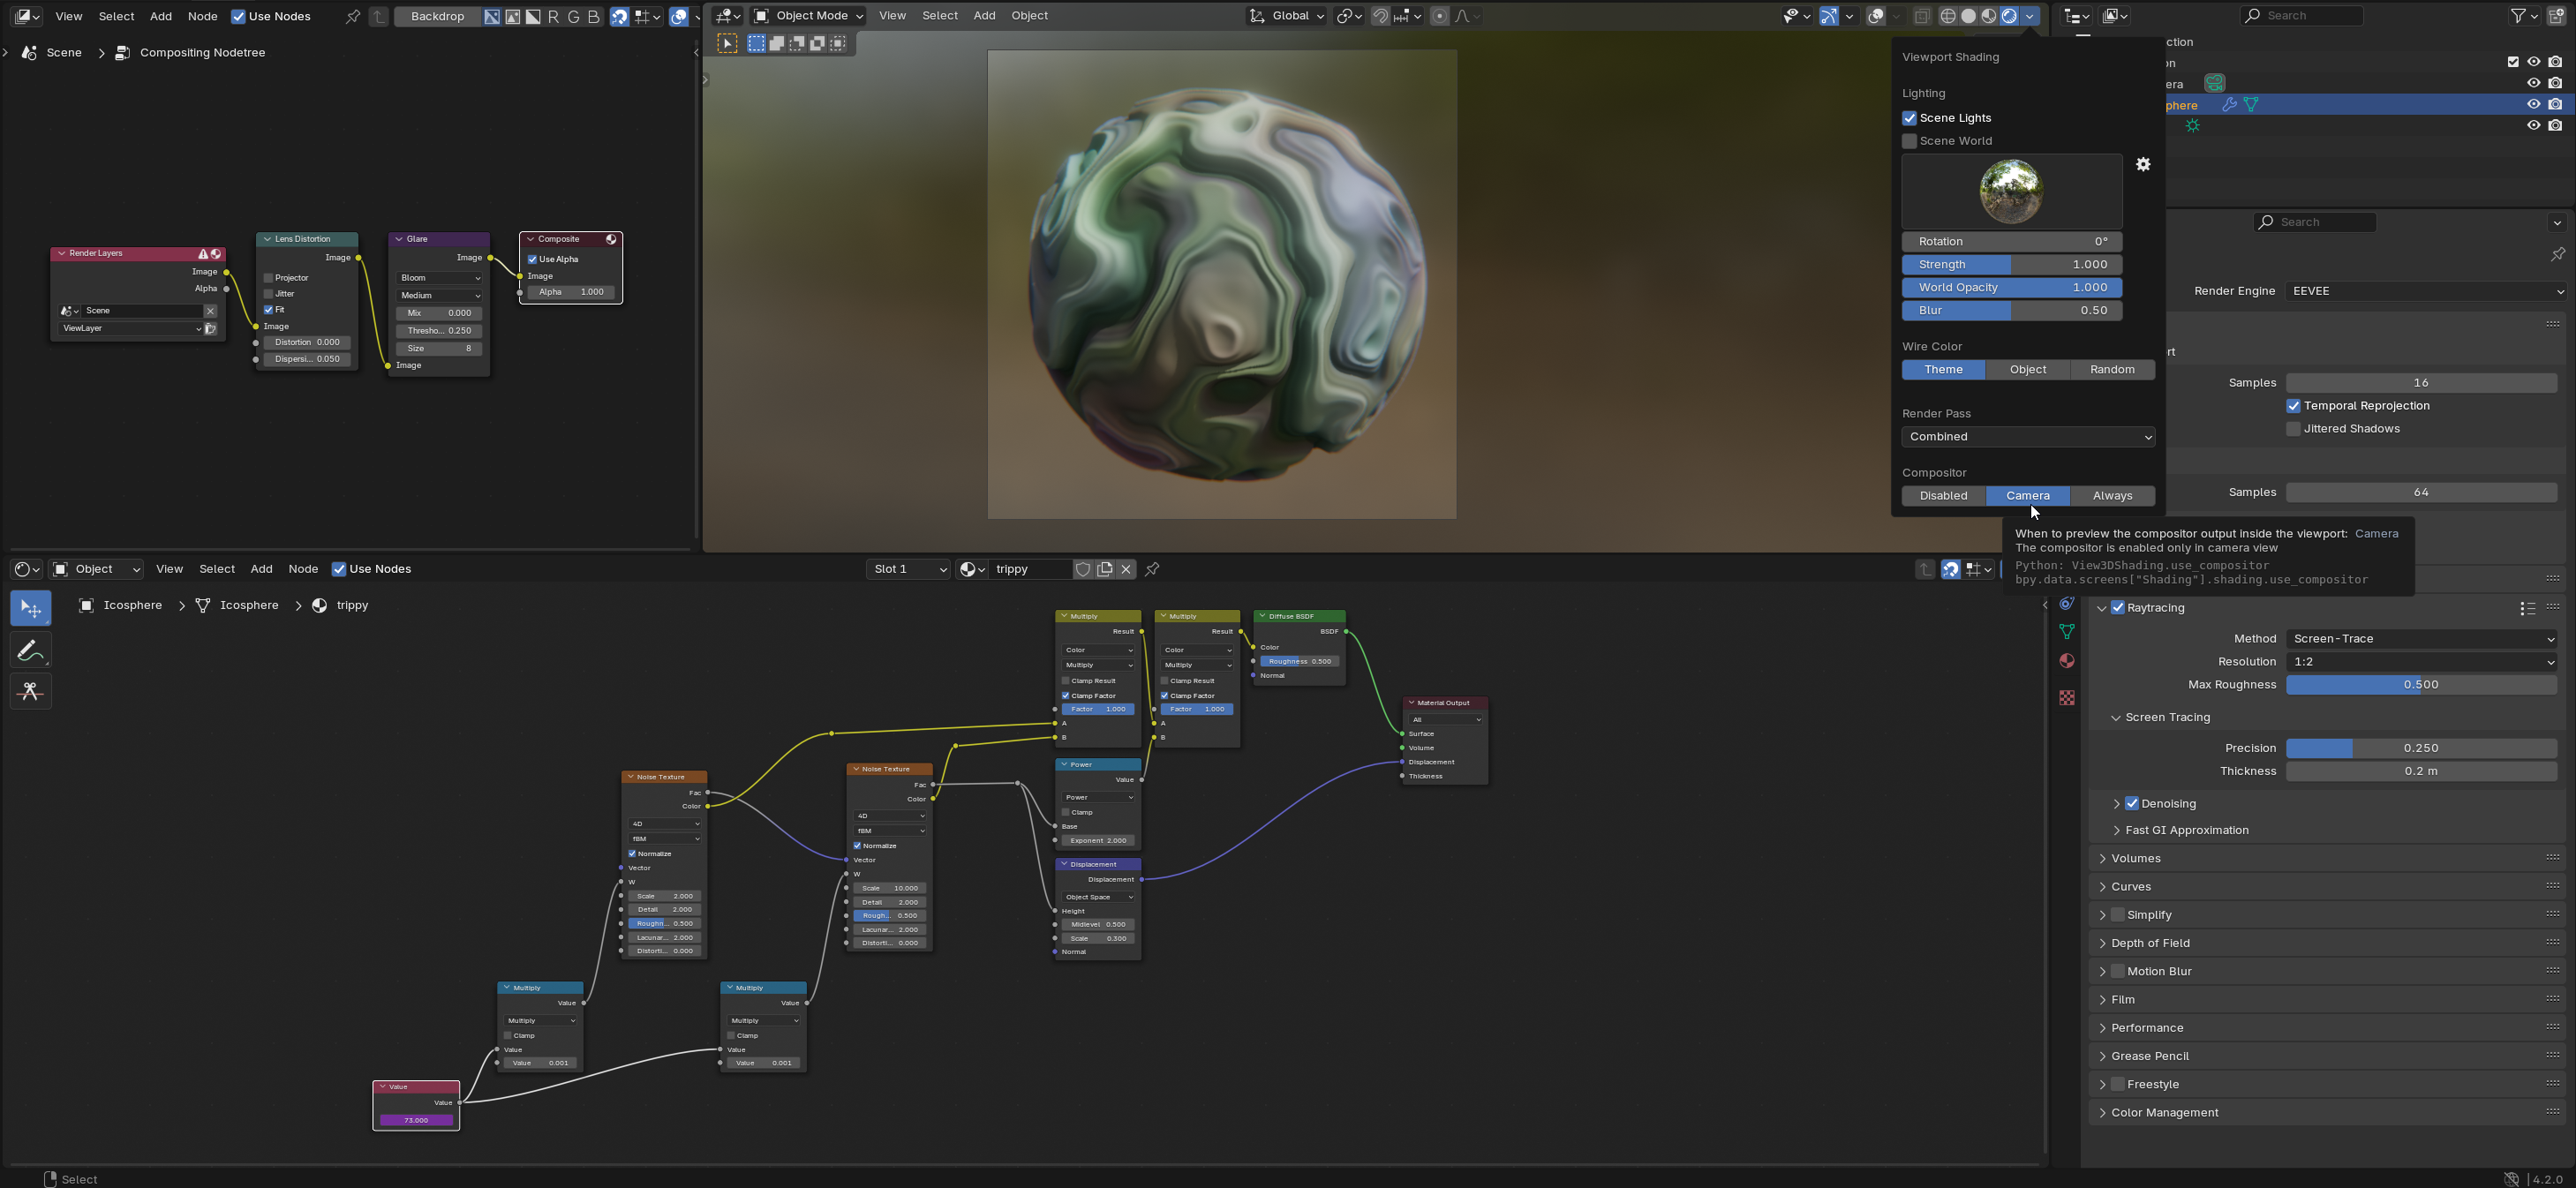 View Select Add Node Use Nodes Backdrop R G B
Scene > Compositing Nodetree
Render Layers
Image
Alpha
Scene
ViewLayer
Lens Distortion
Image
Projector
Jitter
Fit
Image
Distortion 0.000
Dispersi... 0.050
Glare
Image
Bloom
Medium
Mix 0.000
Thresho... 0.250
Size 8
Image
Composite
Use Alpha
Image
Alpha 1.000
Object Mode View Select Add Object Global
Viewport Shading
Lighting
Scene Lights
Scene World
Rotation 0°
Strength 1.000
World Opacity 1.000
Blur 0.50
Wire Color
Theme Object Random
Render Pass
Combined
Compositor
Disabled Camera Always
When to preview the compositor output inside the viewport: Camera
The compositor is enabled only in camera view
Python: View3DShading.use_compositor
bpy.data.screens["Shading"].shading.use_compositor
Search
ction
on
era
phere
Search
Render Engine EEVEE
rt
Samples 16
Temporal Reprojection
Jittered Shadows
Samples 64
Raytracing
Method Screen-Trace
Resolution 1:2
Max Roughness 0.500
Screen Tracing
Precision 0.250
Thickness 0.2 m
Denoising
Fast GI Approximation
Volumes
Curves
Simplify
Depth of Field
Motion Blur
Film
Performance
Grease Pencil
Freestyle
Color Management
Object View Select Add Node Use Nodes Slot 1 trippy
Icosphere > Icosphere > trippy
Multiply
Result
Color
Multiply
Clamp Result
Clamp Factor
Factor 1.000
A
B
Multiply
Result
Color
Multiply
Clamp Result
Clamp Factor
Factor 1.000
A
B
Diffuse BSDF
BSDF
Color
Roughness 0.500
Normal
Material Output
All
Surface
Volume
Displacement
Thickness
Noise Texture
Fac
Color
4D
fBM
Normalize
Vector
W
Scale 2.000
Detail 2.000
Roughn... 0.500
Lacunar... 2.000
Distorti... 0.000
Noise Texture
Fac
Color
4D
fBM
Normalize
Vector
W
Scale 10.000
Detail 2.000
Rough... 0.500
Lacunar... 2.000
Distorti... 0.000
Power
Value
Power
Clamp
Base
Exponent 2.000
Displacement
Displacement
Object Space
Height
Midlevel 0.500
Scale 0.300
Normal
Multiply
Value
Multiply
Clamp
Value
Value 0.001
Multiply
Value
Multiply
Clamp
Value
Value 0.001
Value
Value
73.000
Select
4.2.0